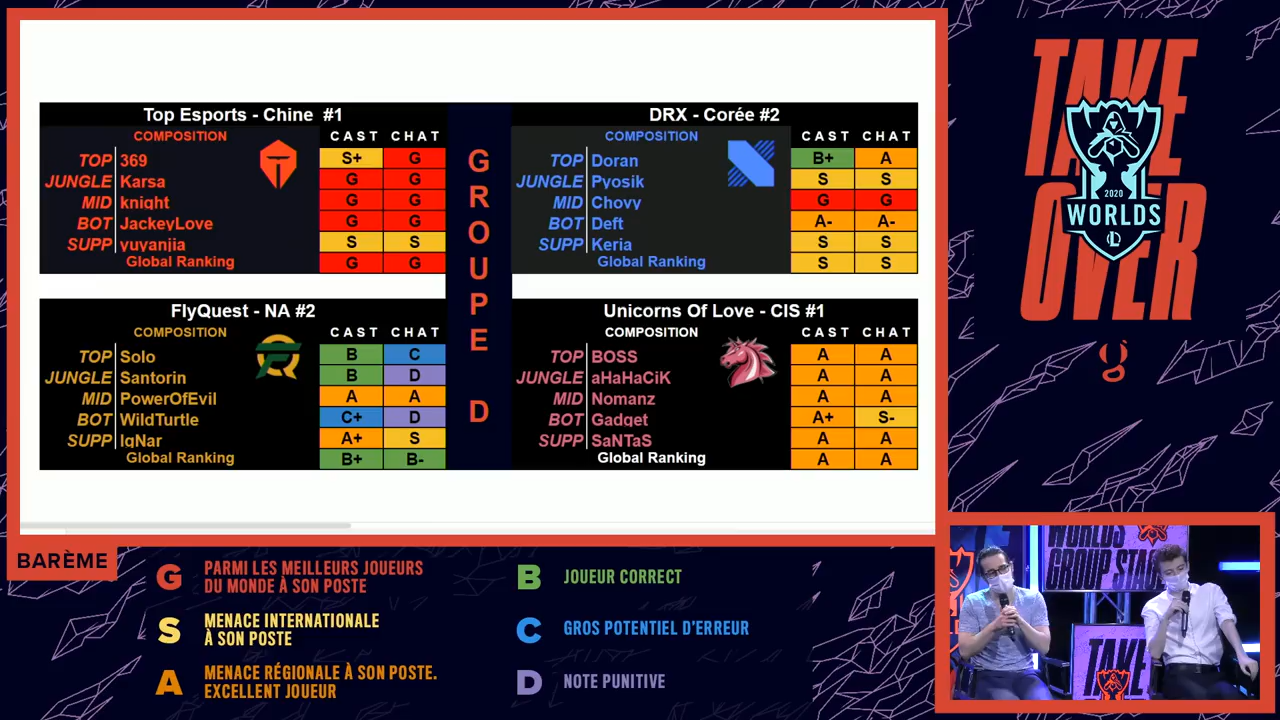 Top Esports - Chine #1
COMPOSITION CAST CHAT
TOP 369 S+ G
JUNGLE Karsa G G
MID knight G G
BOT JackeyLove G G
SUPP yuyanjia S S
Global Ranking G G
GROUPE D
DRX - Corée #2
COMPOSITION CAST CHAT
TOP Doran B+ A
JUNGLE Pyosik S S
MID Chovy G G
BOT Deft A- A-
SUPP Keria S S
Global Ranking S S
FlyQuest - NA #2
COMPOSITION CAST CHAT
TOP Solo B C
JUNGLE Santorin B D
MID PowerOfEvil A A
BOT WildTurtle C+ D
SUPP IgNar A+ S
Global Ranking B+ B-
Unicorns Of Love - CIS #1
COMPOSITION CAST CHAT
TOP BOSS A A
JUNGLE aHaHaCiK A A
MID Nomanz A A
BOT Gadget A+ S-
SUPP SaNTaS A A
Global Ranking A A
TAKE
OVER
2020
WORLDS
BARÈME
G PARMI LES MEILLEURS JOUEURS
DU MONDE À SON POSTE
S MENACE INTERNATIONALE
À SON POSTE
A MENACE RÉGIONALE À SON POSTE.
EXCELLENT JOUEUR
B JOUEUR CORRECT
C GROS POTENTIEL D'ERREUR
D NOTE PUNITIVE
WORLDS
GROUP STAG
TAKE